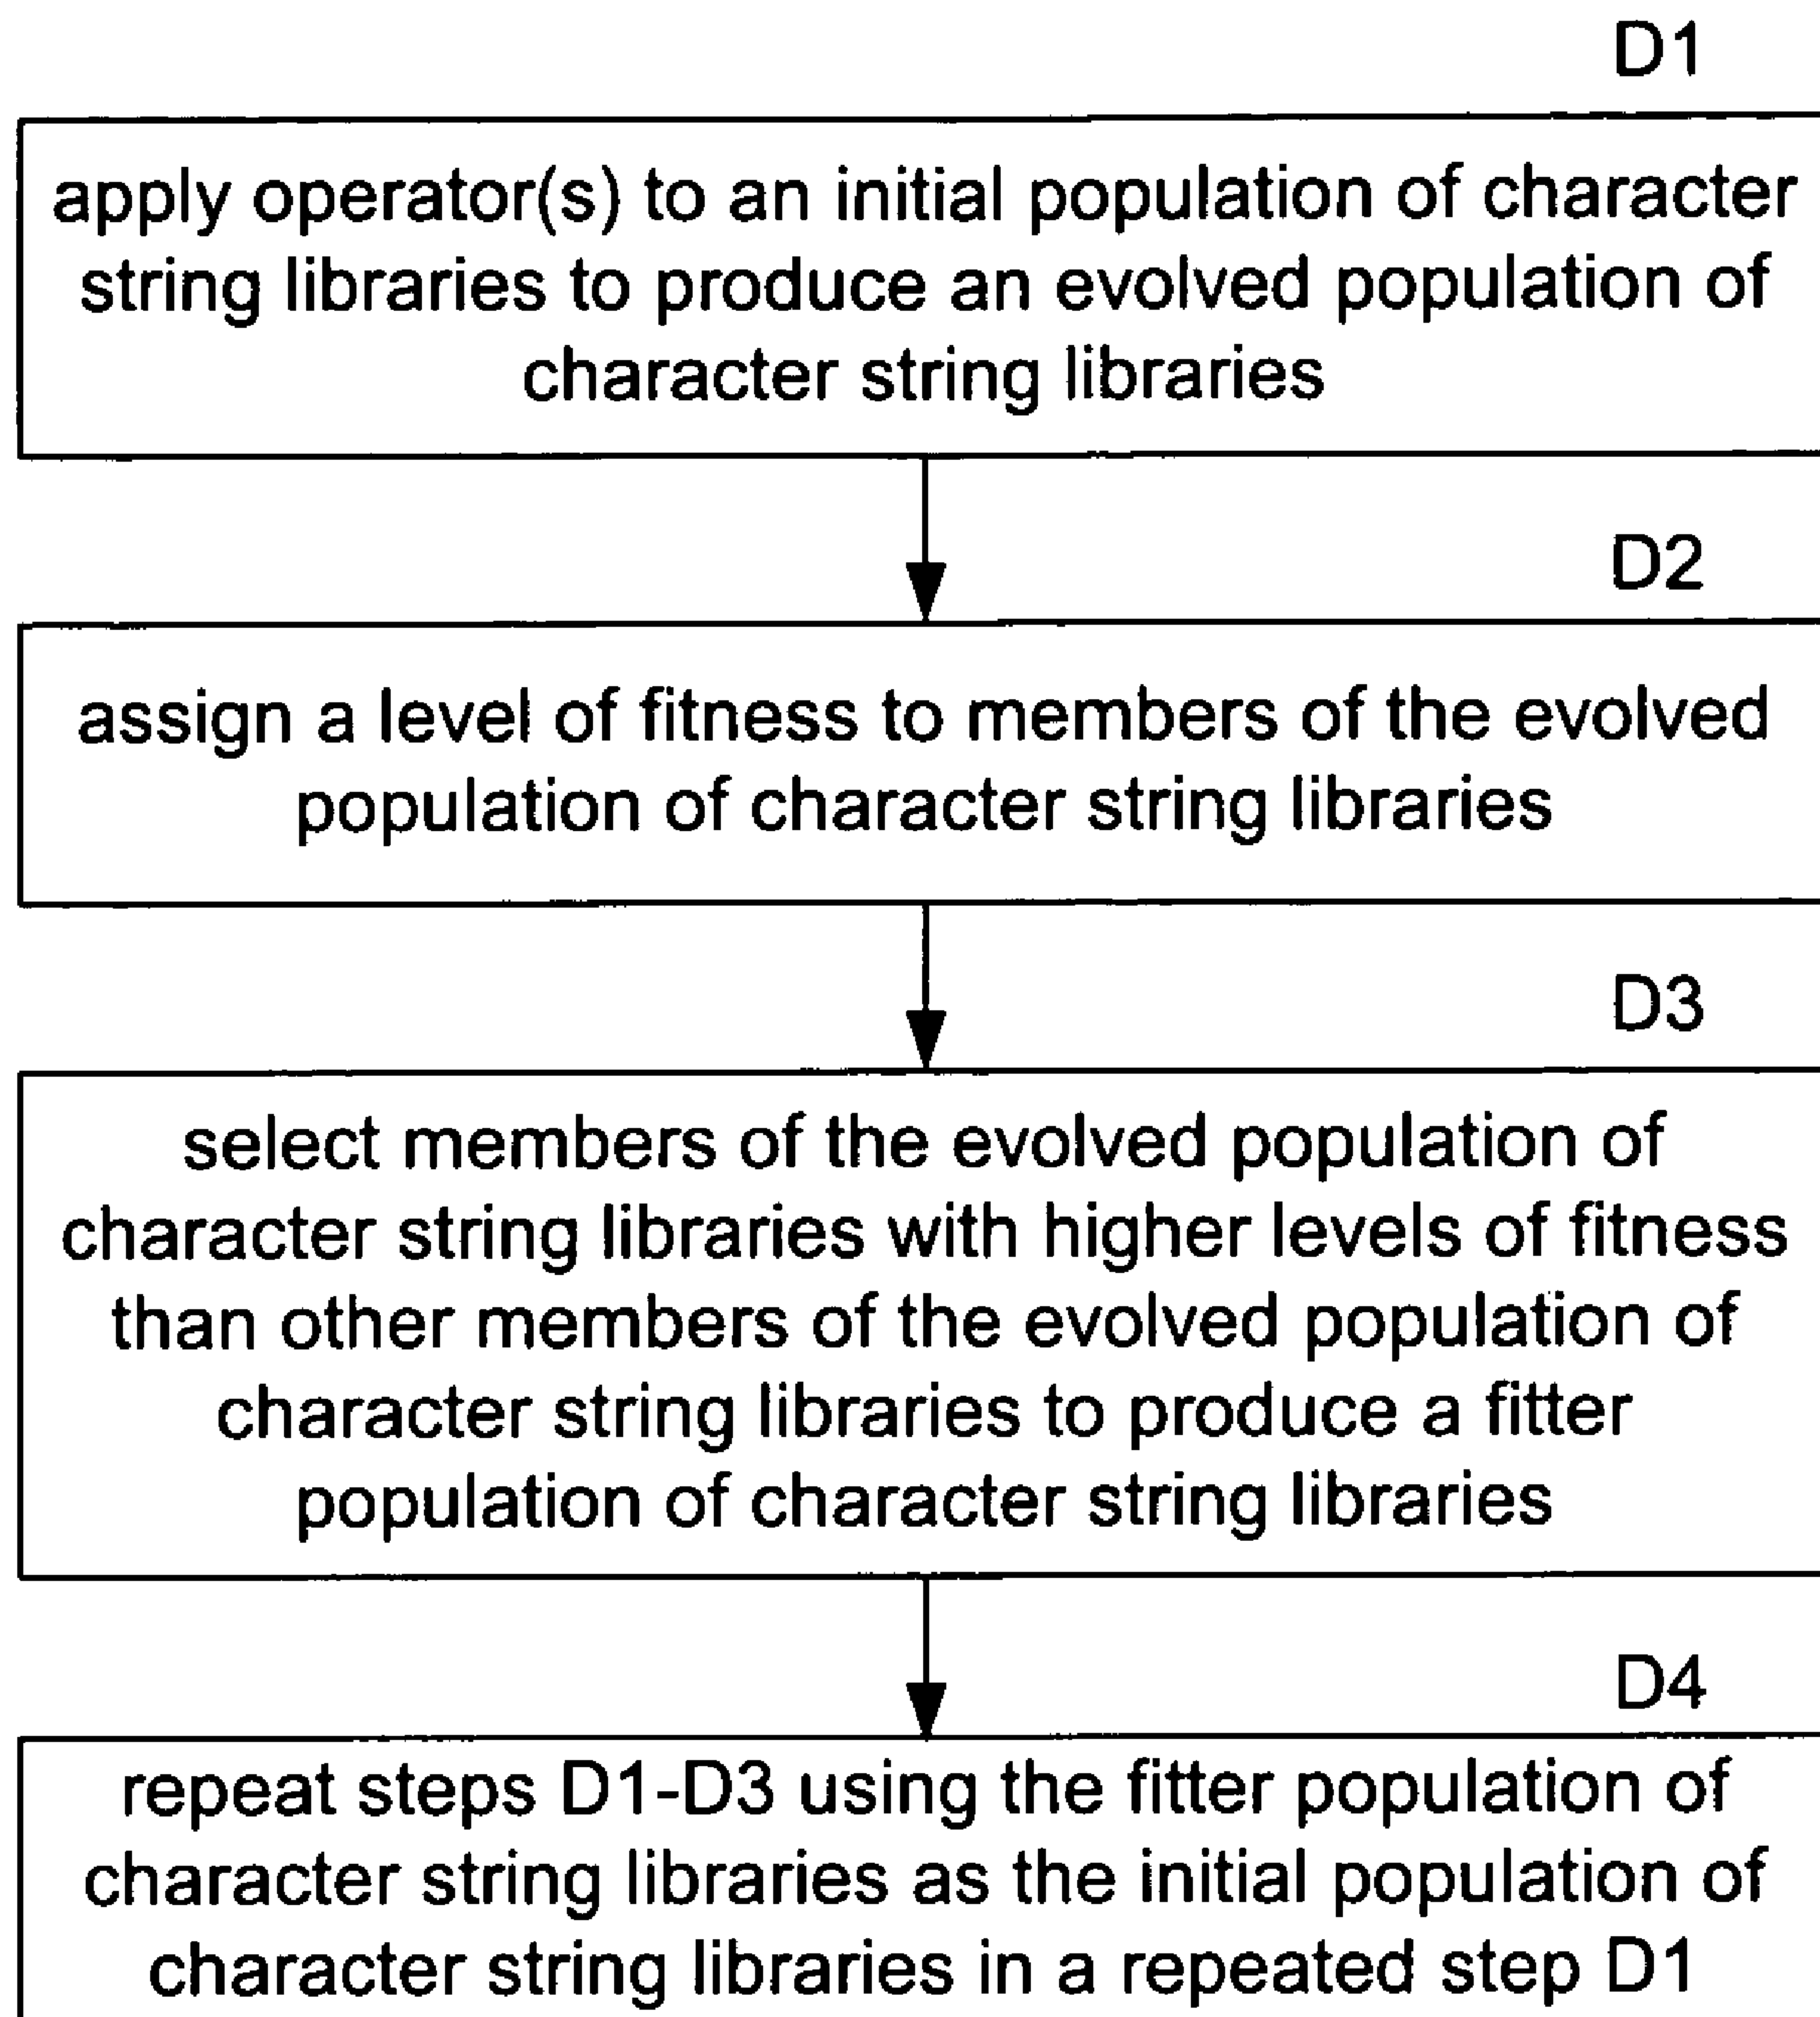 D1
apply operator(s) to an initial population of character
string libraries to produce an evolved population of
character string libraries
D2
assign a level of fitness to members of the evolved
population of character string libraries
D3
select members of the evolved population of
character string libraries with higher levels of fitness
than other members of the evolved population of
character string libraries to produce a fitter
population of character string libraries
D4
repeat steps D1-D3 using the fitter population of
character string libraries as the initial population of
character string libraries in a repeated step D1